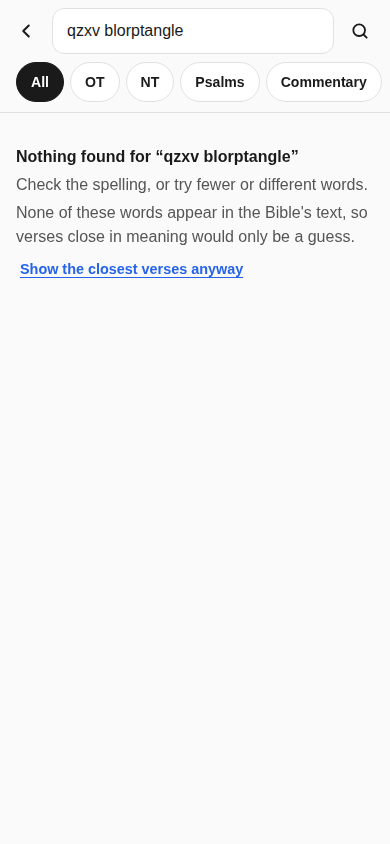 qzxv blorptangle
All OT NT Psalms Commentary
Nothing found for “qzxv blorptangle”
Check the spelling, or try fewer or different words.
None of these words appear in the Bible's text, so
verses close in meaning would only be a guess.
Show the closest verses anyway